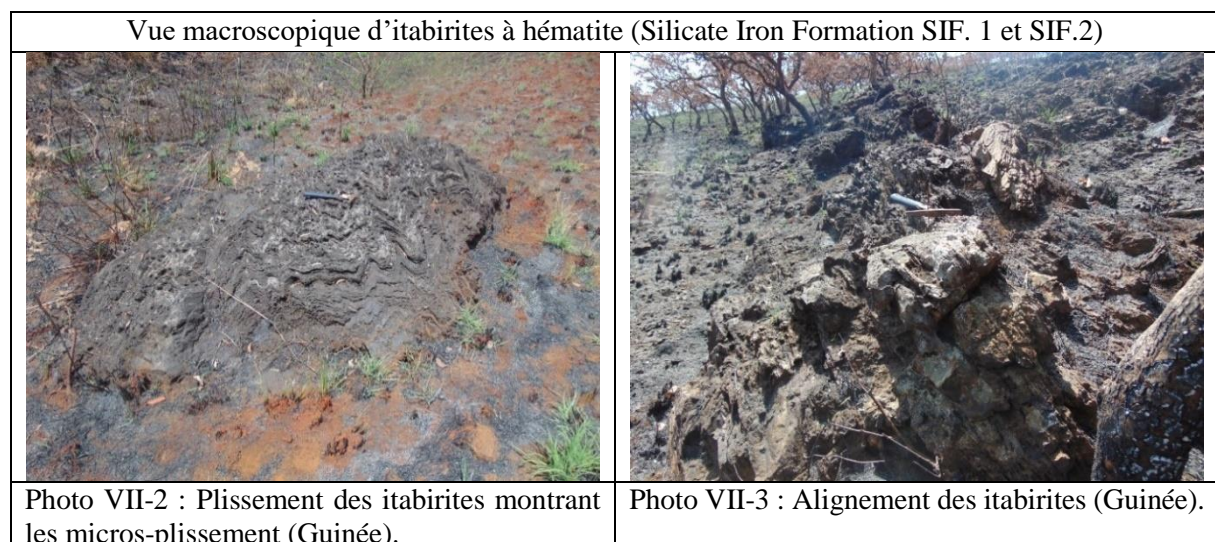 Vue macroscopique d’itabirites à hématite (Silicate Iron Formation SIF. 1 et SIF.2)
Photo VII-2 : Plissement des itabirites montrant
les micros-plissement (Guinée).
Photo VII-3 : Alignement des itabirites (Guinée).